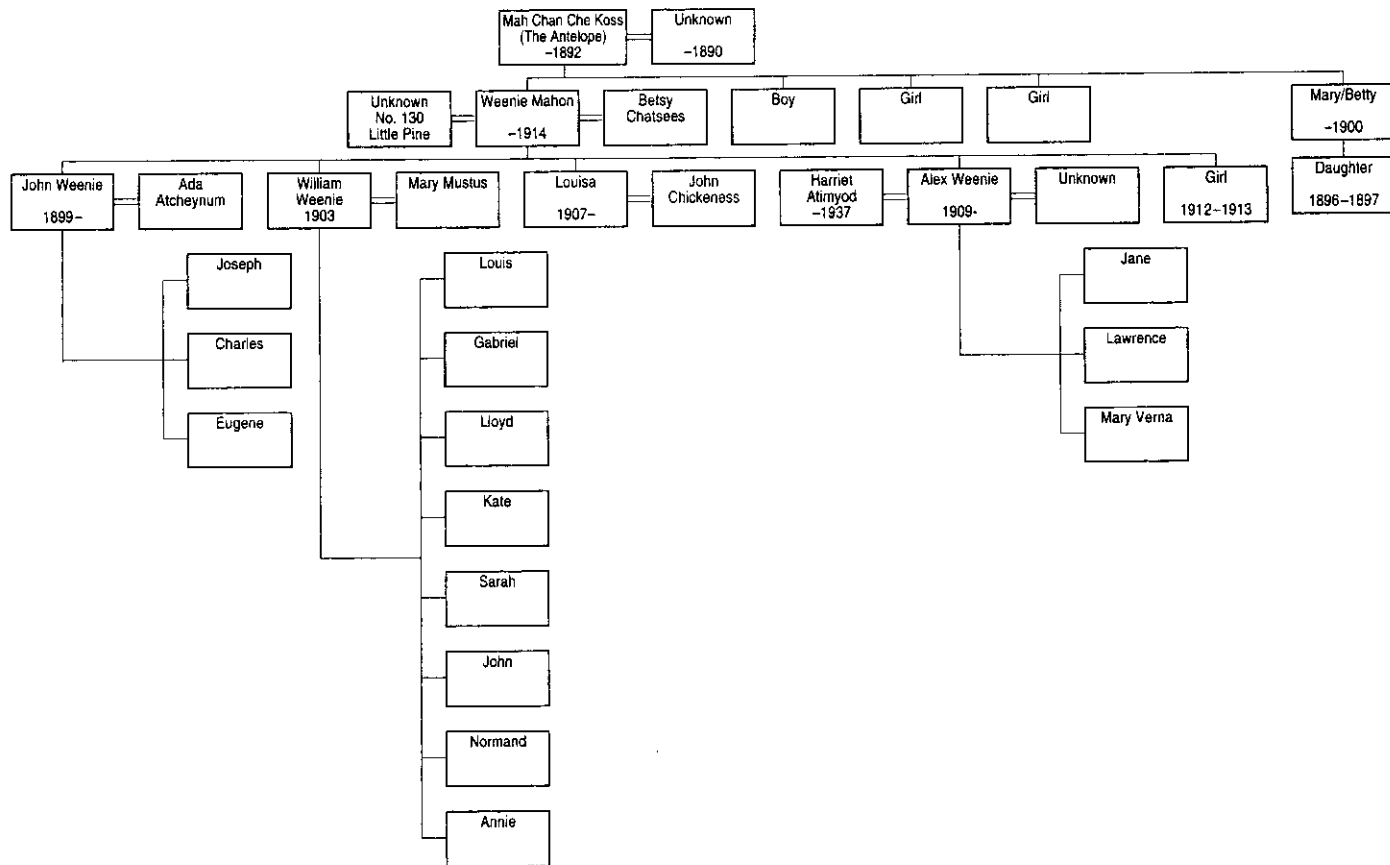 Mah Chan Che Koss
(The Antelope)
–1892
Unknown
–1890
Unknown
No. 130
Little Pine
Weenie Mahon
–1914
Betsy
Chatsees
Boy
Girl
Girl
Mary/Betty
–1900
John Weenie
1899–
Ada
Atcheynum
William
Weenie
1903
Mary Mustus
Louisa
1907–
John
Chickeness
Harriet
Atimyod
–1937
Alex Weenie
1909-
Unknown
Girl
1912–1913
Daughter
1896–1897
Joseph
Charles
Eugene
Louis
Gabriel
Lloyd
Kate
Sarah
John
Normand
Annie
Jane
Lawrence
Mary Verna